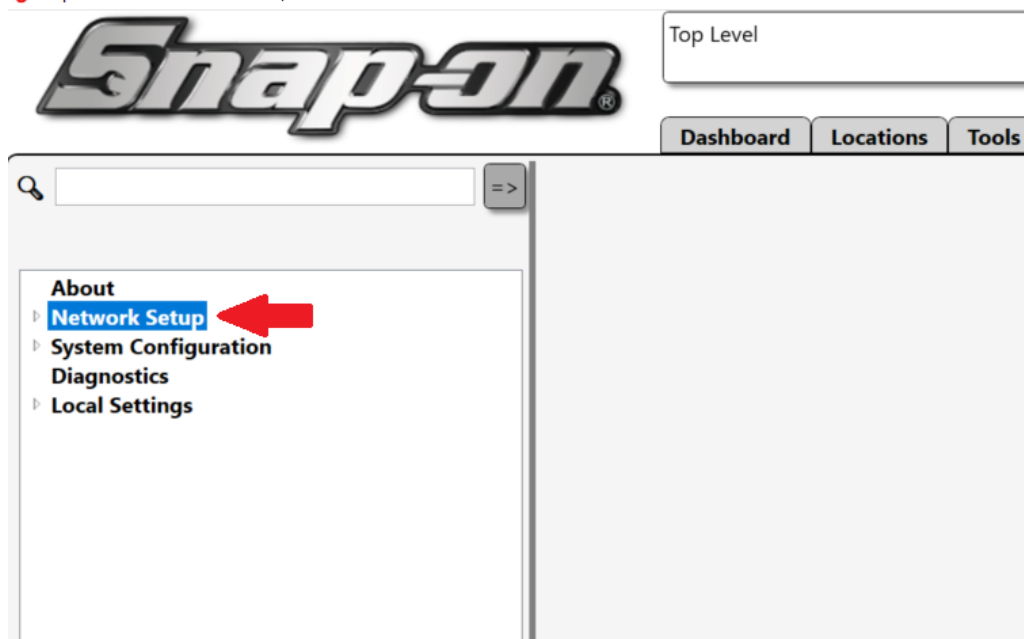 Snap-on®
Top Level
Dashboard Locations Tools
=>
About
Network Setup
System Configuration
Diagnostics
Local Settings